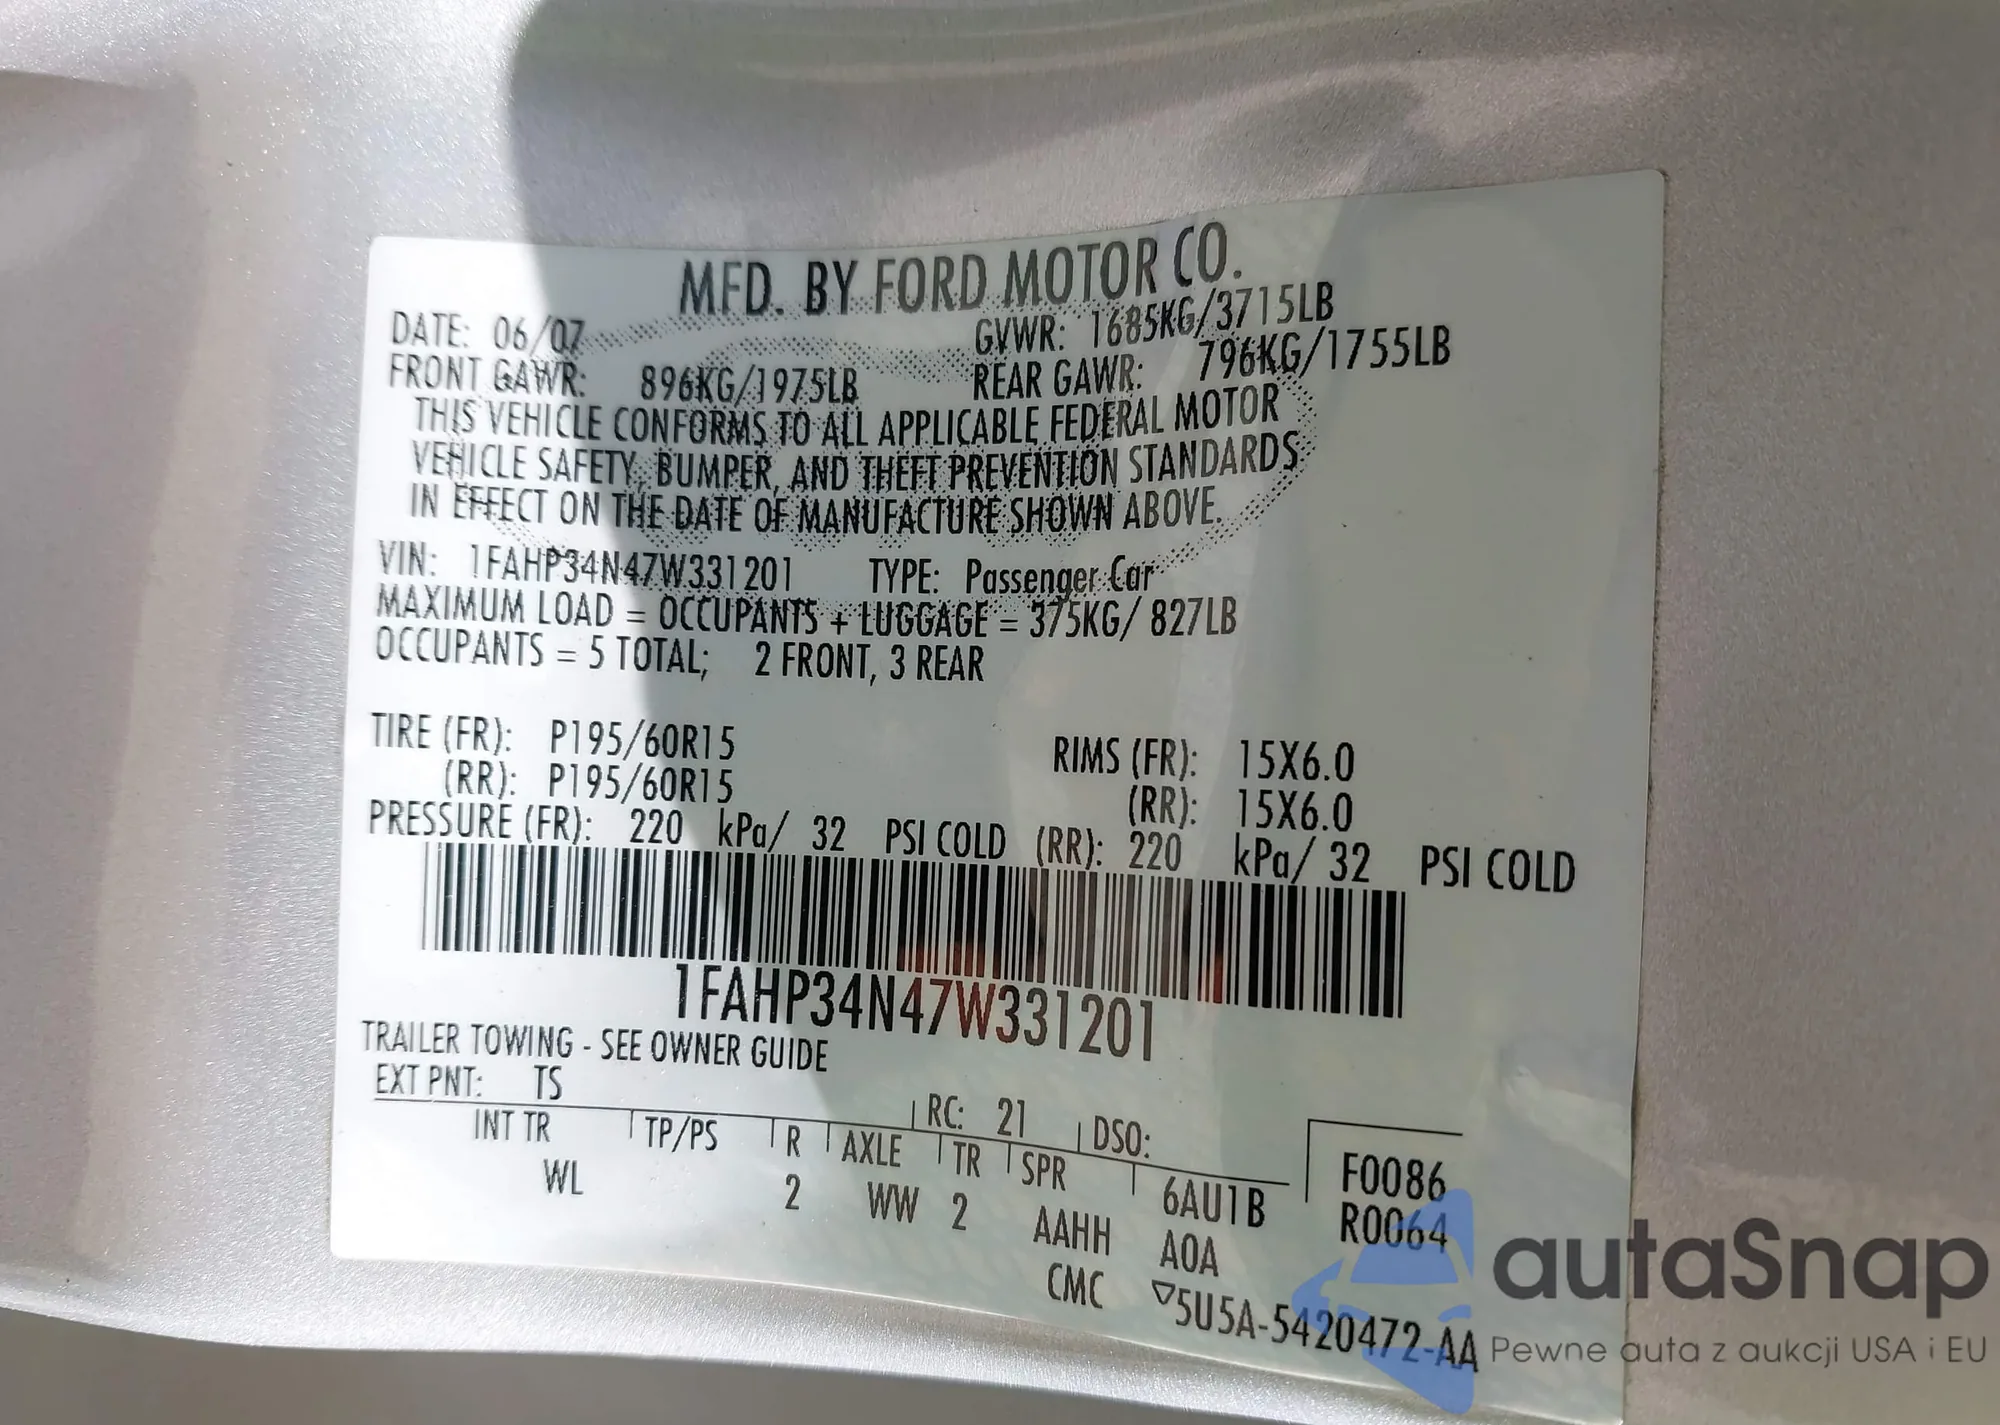 MFD. BY FORD MOTOR CO.
DATE: 06/07 GVWR: 1685KG/3715LB
FRONT GAWR: 896KG/1975LB REAR GAWR: 796KG/1755LB
THIS VEHICLE CONFORMS TO ALL APPLICABLE FEDERAL MOTOR
VEHICLE SAFETY, BUMPER, AND THEFT PREVENTION STANDARDS
IN EFFECT ON THE DATE OF MANUFACTURE SHOWN ABOVE.
VIN: 1FAHP34N47W331201 TYPE: Passenger Car
MAXIMUM LOAD = OCCUPANTS + LUGGAGE = 375KG/ 827LB
OCCUPANTS = 5 TOTAL; 2 FRONT, 3 REAR
TIRE (FR): P195/60R15 RIMS (FR): 15X6.0
(RR): P195/60R15 (RR): 15X6.0
PRESSURE (FR): 220 kPa/ 32 PSI COLD (RR): 220 kPa/ 32 PSI COLD
1FAHP34N47W331201
TRAILER TOWING - SEE OWNER GUIDE
EXT PNT: TS RC: 21 DSO:
INT TR TP/PS R AXLE TR SPR 6AU1B F0086
WL 2 WW 2 AAHH A0A R0064
CMC ▽5U5A-5420472-AA
autaSnap
Pewne auta z aukcji USA i EU